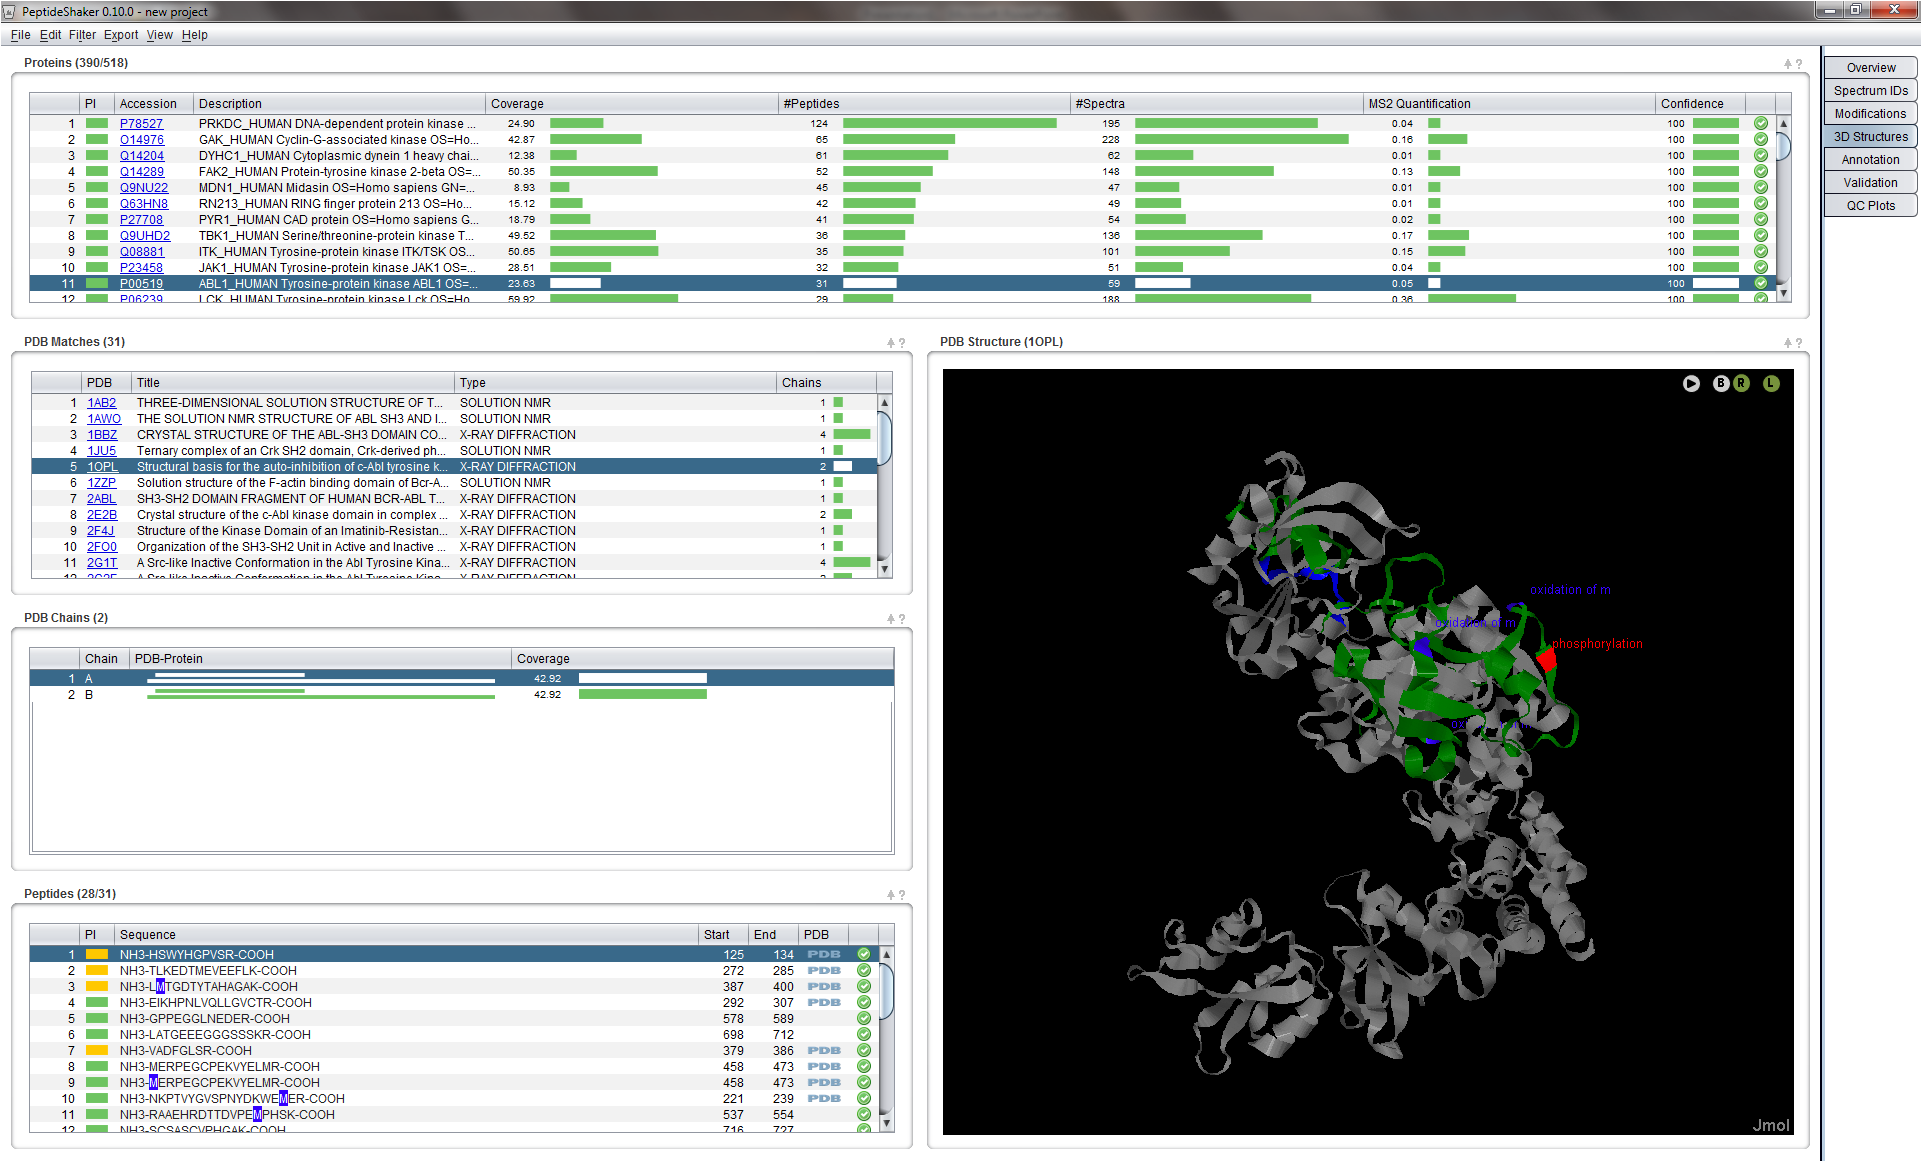 PeptideShaker 0.10.0 - new project
File Edit Filter Export View Help
Proteins (390/518)
PI Accession Description Coverage #Peptides #Spectra MS2 Quantification Confidence
1 P78527 PRKDC_HUMAN DNA-dependent protein kinase ... 24.90 124 195 0.04 100
2 O14976 GAK_HUMAN Cyclin-G-associated kinase OS=Ho... 42.87 65 228 0.16 100
3 Q14204 DYHC1_HUMAN Cytoplasmic dynein 1 heavy chai... 12.38 61 62 0.01 100
4 Q14289 FAK2_HUMAN Protein-tyrosine kinase 2-beta OS=... 50.35 52 148 0.13 100
5 Q9NU22 MDN1_HUMAN Midasin OS=Homo sapiens GN=... 8.93 45 47 0.01 100
6 Q63HN8 RN213_HUMAN RING finger protein 213 OS=Ho... 15.12 42 49 0.01 100
7 P27708 PYR1_HUMAN CAD protein OS=Homo sapiens G... 18.79 41 54 0.02 100
8 Q9UHD2 TBK1_HUMAN Serine/threonine-protein kinase T... 49.52 36 136 0.17 100
9 Q08881 ITK_HUMAN Tyrosine-protein kinase ITK/TSK OS... 50.65 35 101 0.15 100
10 P23458 JAK1_HUMAN Tyrosine-protein kinase JAK1 OS=... 28.51 32 51 0.04 100
11 P00519 ABL1_HUMAN Tyrosine-protein kinase ABL1 OS=... 23.63 31 59 0.05 100
12 P06239 LCK_HUMAN Tyrosine-protein kinase Lck OS=Ho... 59.92 29 188 0.36 100
Overview
Spectrum IDs
Modifications
3D Structures
Annotation
Validation
QC Plots
PDB Matches (31)
PDB Title Type Chains
1 1AB2 THREE-DIMENSIONAL SOLUTION STRUCTURE OF T... SOLUTION NMR 1
2 1AWO THE SOLUTION NMR STRUCTURE OF ABL SH3 AND I... SOLUTION NMR 1
3 1BBZ CRYSTAL STRUCTURE OF THE ABL-SH3 DOMAIN CO... X-RAY DIFFRACTION 4
4 1JU5 Ternary complex of an Crk SH2 domain, Crk-derived ph... SOLUTION NMR 1
5 1OPL Structural basis for the auto-inhibition of c-Abl tyrosine k... X-RAY DIFFRACTION 2
6 1ZZP Solution structure of the F-actin binding domain of Bcr-A... SOLUTION NMR 1
7 2ABL SH3-SH2 DOMAIN FRAGMENT OF HUMAN BCR-ABL T... X-RAY DIFFRACTION 1
8 2E2B Crystal structure of the c-Abl kinase domain in complex ... X-RAY DIFFRACTION 2
9 2F4J Structure of the Kinase Domain of an Imatinib-Resistan... X-RAY DIFFRACTION 1
10 2FO0 Organization of the SH3-SH2 Unit in Active and Inactive ... X-RAY DIFFRACTION 1
11 2G1T A Src-like Inactive Conformation in the Abl Tyrosine Kina... X-RAY DIFFRACTION 4
12 2G2F A Src-like Inactive Conformation in the Abl Tyrosine Kina... X-RAY DIFFRACTION 2
PDB Chains (2)
Chain PDB-Protein Coverage
1 A 42.92
2 B 42.92
Peptides (28/31)
PI Sequence Start End PDB
1 NH3-HSWYHGPVSR-COOH 125 134 PDB
2 NH3-TLKEDTMEVEEFLK-COOH 272 285 PDB
3 NH3-LMTGDTYTAHAGAK-COOH 387 400 PDB
4 NH3-EIKHPNLVQLLGVCTR-COOH 292 307 PDB
5 NH3-GPPEGGLNEDER-COOH 578 589
6 NH3-LATGEEEGGGSSSKR-COOH 698 712
7 NH3-VADFGLSR-COOH 379 386 PDB
8 NH3-MERPEGCPEKVYELMR-COOH 458 473 PDB
9 NH3-MERPEGCPEKVYELMR-COOH 458 473 PDB
10 NH3-NKPTVYGVSPNYDKWEMER-COOH 221 239 PDB
11 NH3-RAAEHRDTTDVPEMPHSK-COOH 537 554
12 NH3-SCSASCVPHGAK-COOH 716 727
PDB Structure (1OPL)
B R L
oxidation of m
oxidation of m
phosphorylation
Jmol